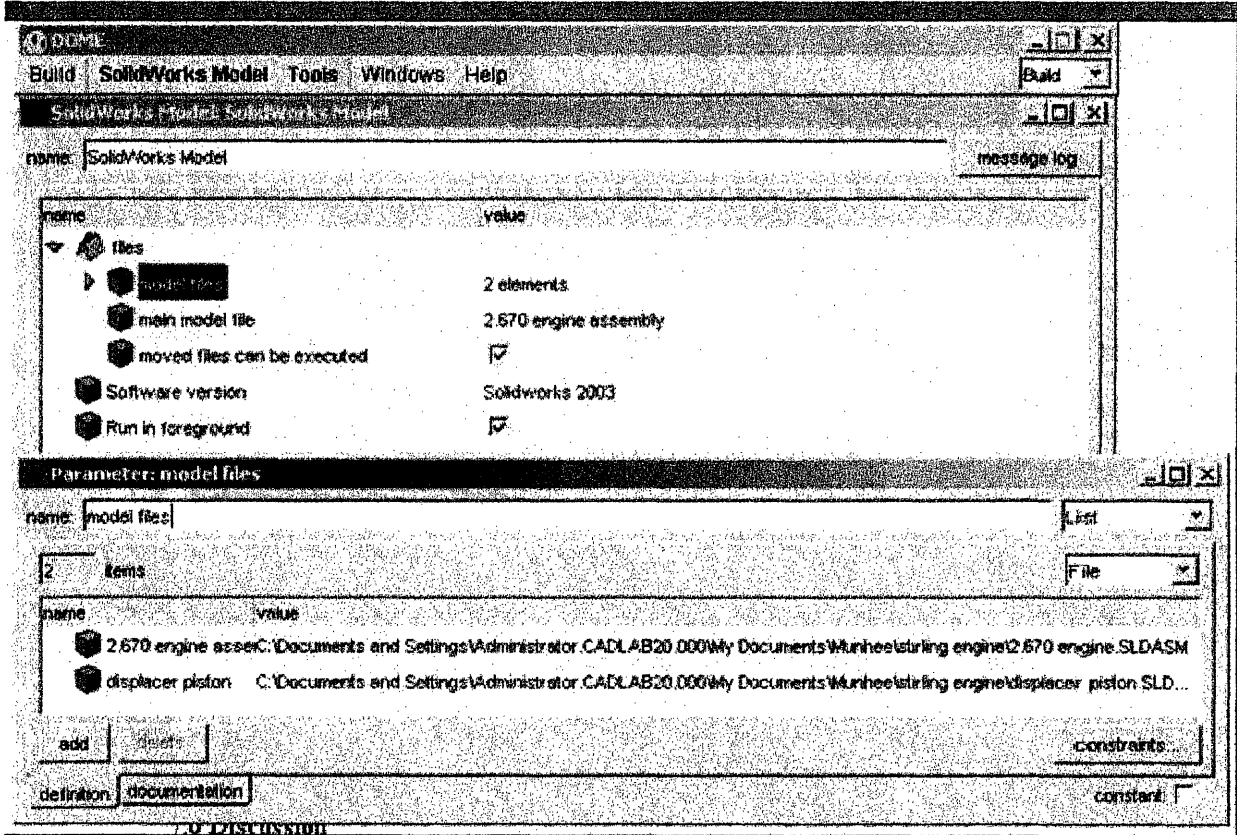 DOME
Build SolidWorks Model Tools Windows Help Build
SolidWorks Model: SolidWorks Model
name: SolidWorks Model message log
name value
files
model files 2 elements
main model file 2.670 engine assembly
moved files can be executed
Software version Solidworks 2003
Run in foreground
Parameter: model files
name: model files List
2 items File
name value
2.670 engine asserC:\Documents and Settings\Administrator.CADLAB20.000\My Documents\Munhee\stirling engine\2.670 engine.SLDASM
displacer piston C:\Documents and Settings\Administrator.CADLAB20.000\My Documents\Munhee\stirling engine\displacer piston.SLD...
add delete constraints...
definition documentation constant:
Discussion